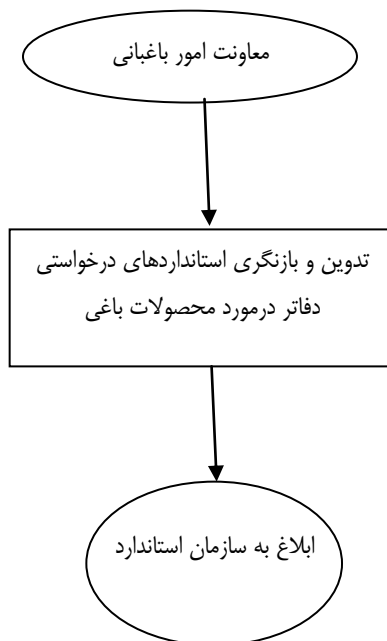 معاونت امور باغبانی
تدوین و بازنگری استانداردهای درخواستی
دفاتر درمورد محصولات باغی
ابلاغ به سازمان استاندارد